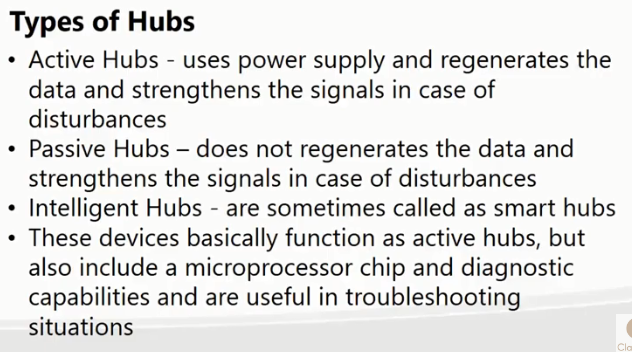 Types of Hubs
• Active Hubs - uses power supply and regenerates the
data and strengthens the signals in case of
disturbances
• Passive Hubs – does not regenerates the data and
strengthens the signals in case of disturbances
• Intelligent Hubs - are sometimes called as smart hubs
• These devices basically function as active hubs, but
also include a microprocessor chip and diagnostic
capabilities and are useful in troubleshooting
situations